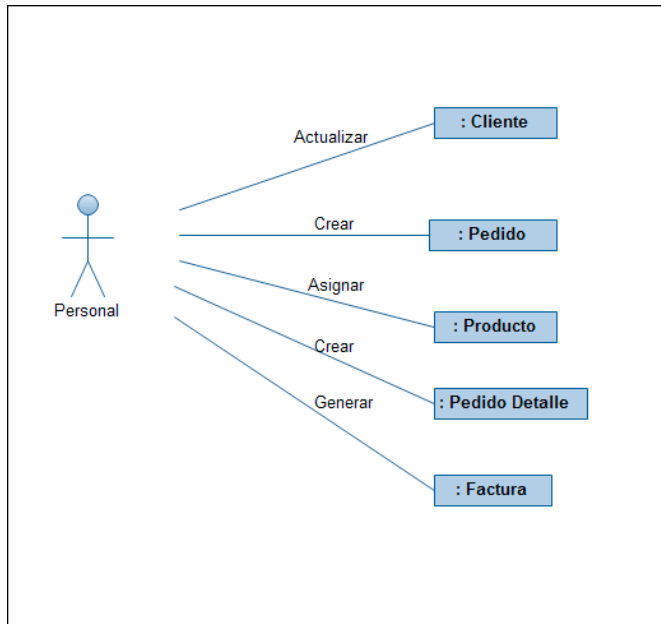 Actualizar
: Cliente
Crear
: Pedido
Asignar
Personal
: Producto
Crear
: Pedido Detalle
Generar
: Factura